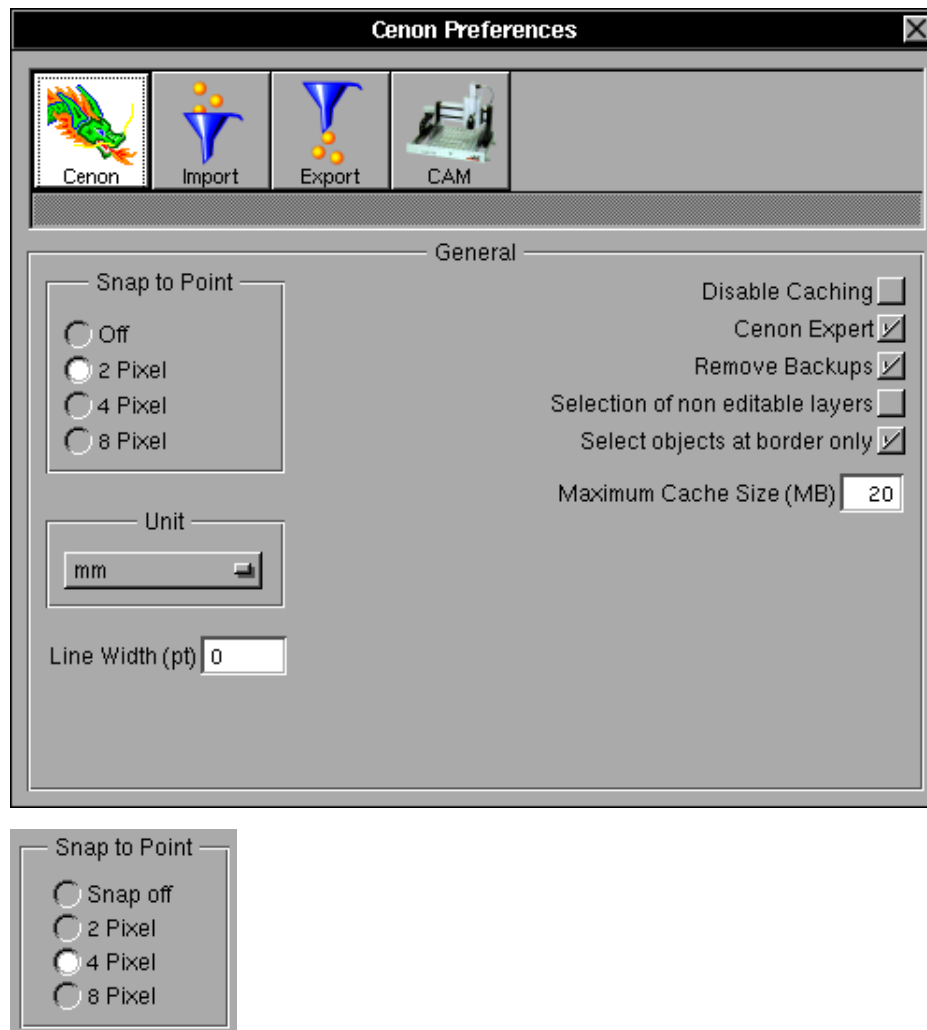 Cenon Preferences
Cenon
Import
Export
CAM
General
Snap to Point
Off
2 Pixel
4 Pixel
8 Pixel
Unit
mm
Line Width (pt) 0
Disable Caching
Cenon Expert
Remove Backups
Selection of non editable layers
Select objects at border only
Maximum Cache Size (MB) 20
Snap to Point
Snap off
2 Pixel
4 Pixel
8 Pixel